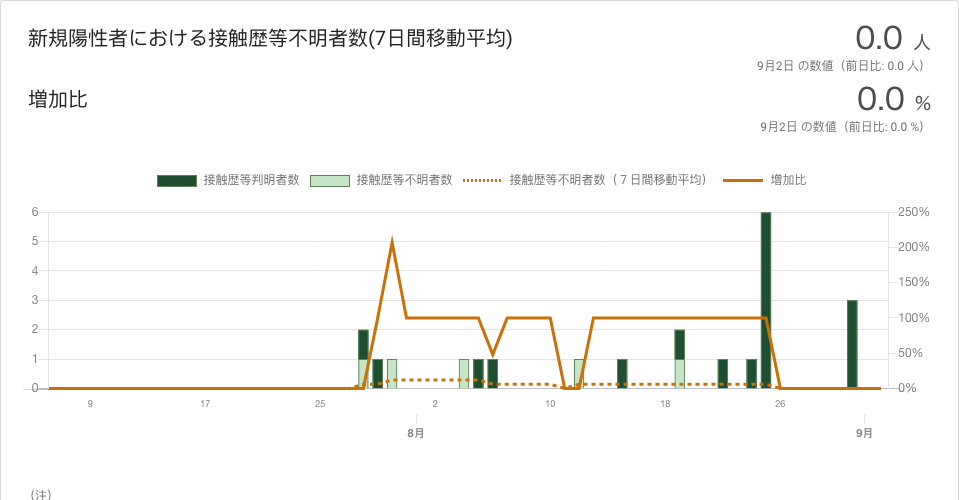 新規陽性者における接触歴等不明者数(7日間移動平均)
0.0 人
9月2日 の数値（前日比: 0.0 人）
増加比
0.0 %
9月2日 の数値（前日比: 0.0 %）
接触歴等判明者数 接触歴等不明者数 接触歴等不明者数（７日間移動平均） 増加比
6 250%
5 200%
4 150%
3 100%
2 50%
1 0%
0
9 17 25 2 10 18 26
8月 9月
（注）